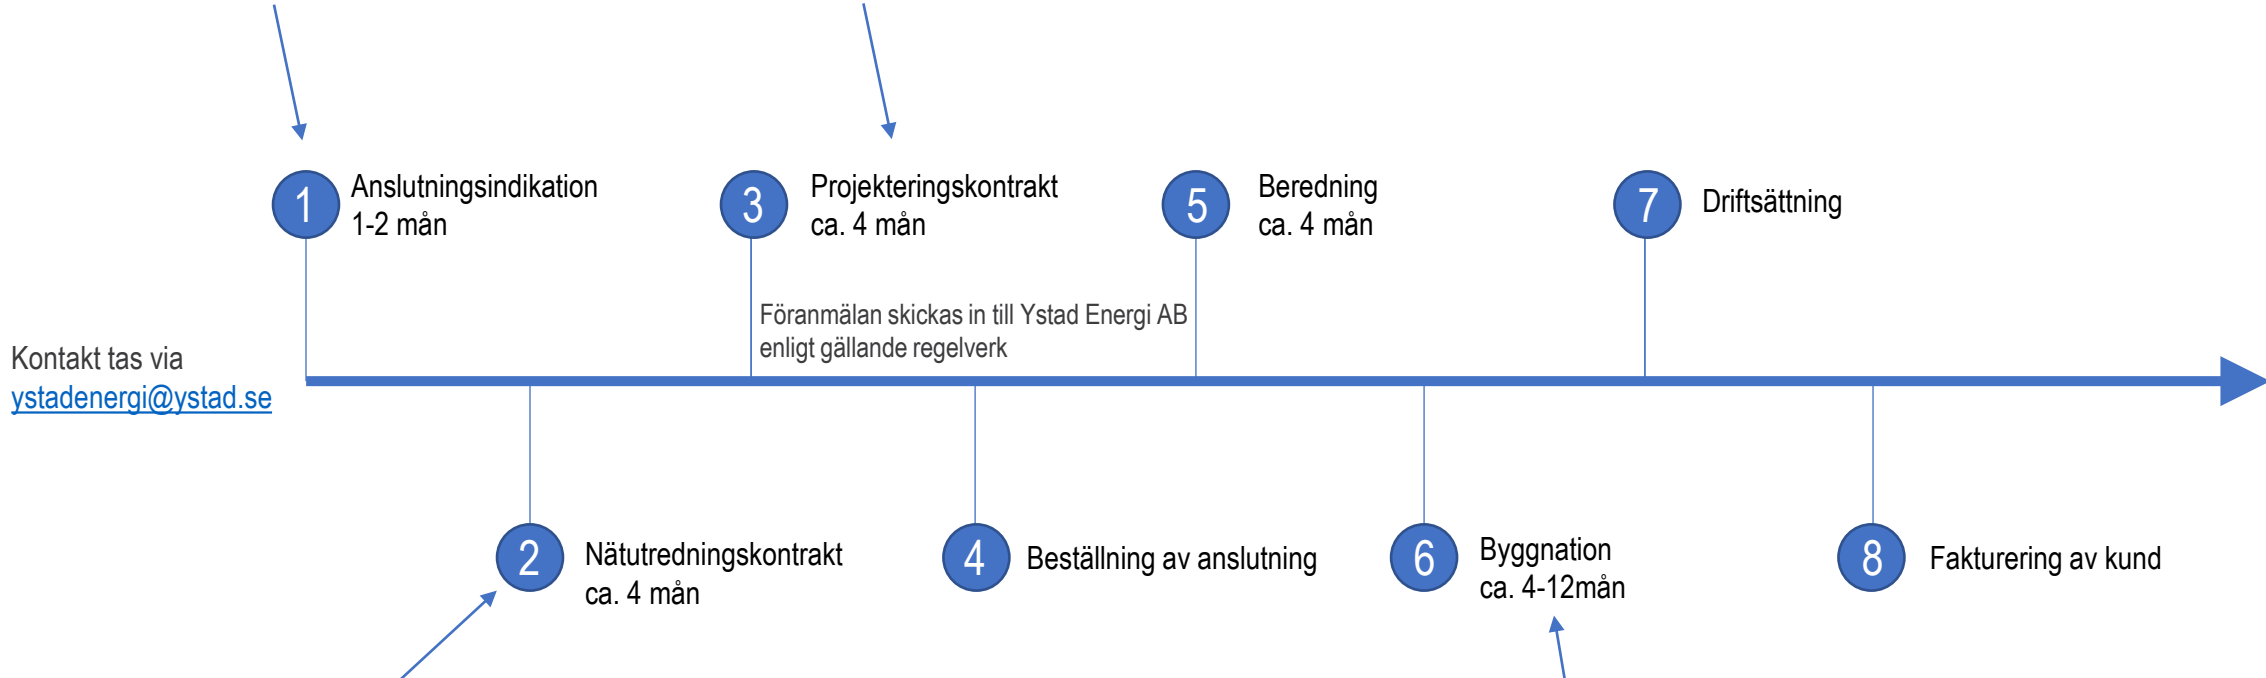 1
Anslutningsindikation
1-2 mån
3
Projekteringskontrakt
ca. 4 mån
5
Beredning
ca. 4 mån
7
Driftsättning
Föranmälan skickas in till Ystad Energi AB
enligt gällande regelverk
Kontakt tas via
ystadenergi@ystad.se
2
Nätutredningskontrakt
ca. 4 mån
4
Beställning av anslutning
6
Byggnation
ca. 4-12mån
8
Fakturering av kund